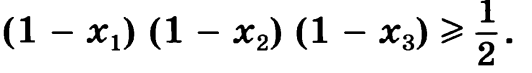 (1 − x₁) (1 − x₂) (1 − x₃) ⩾ 1/2.